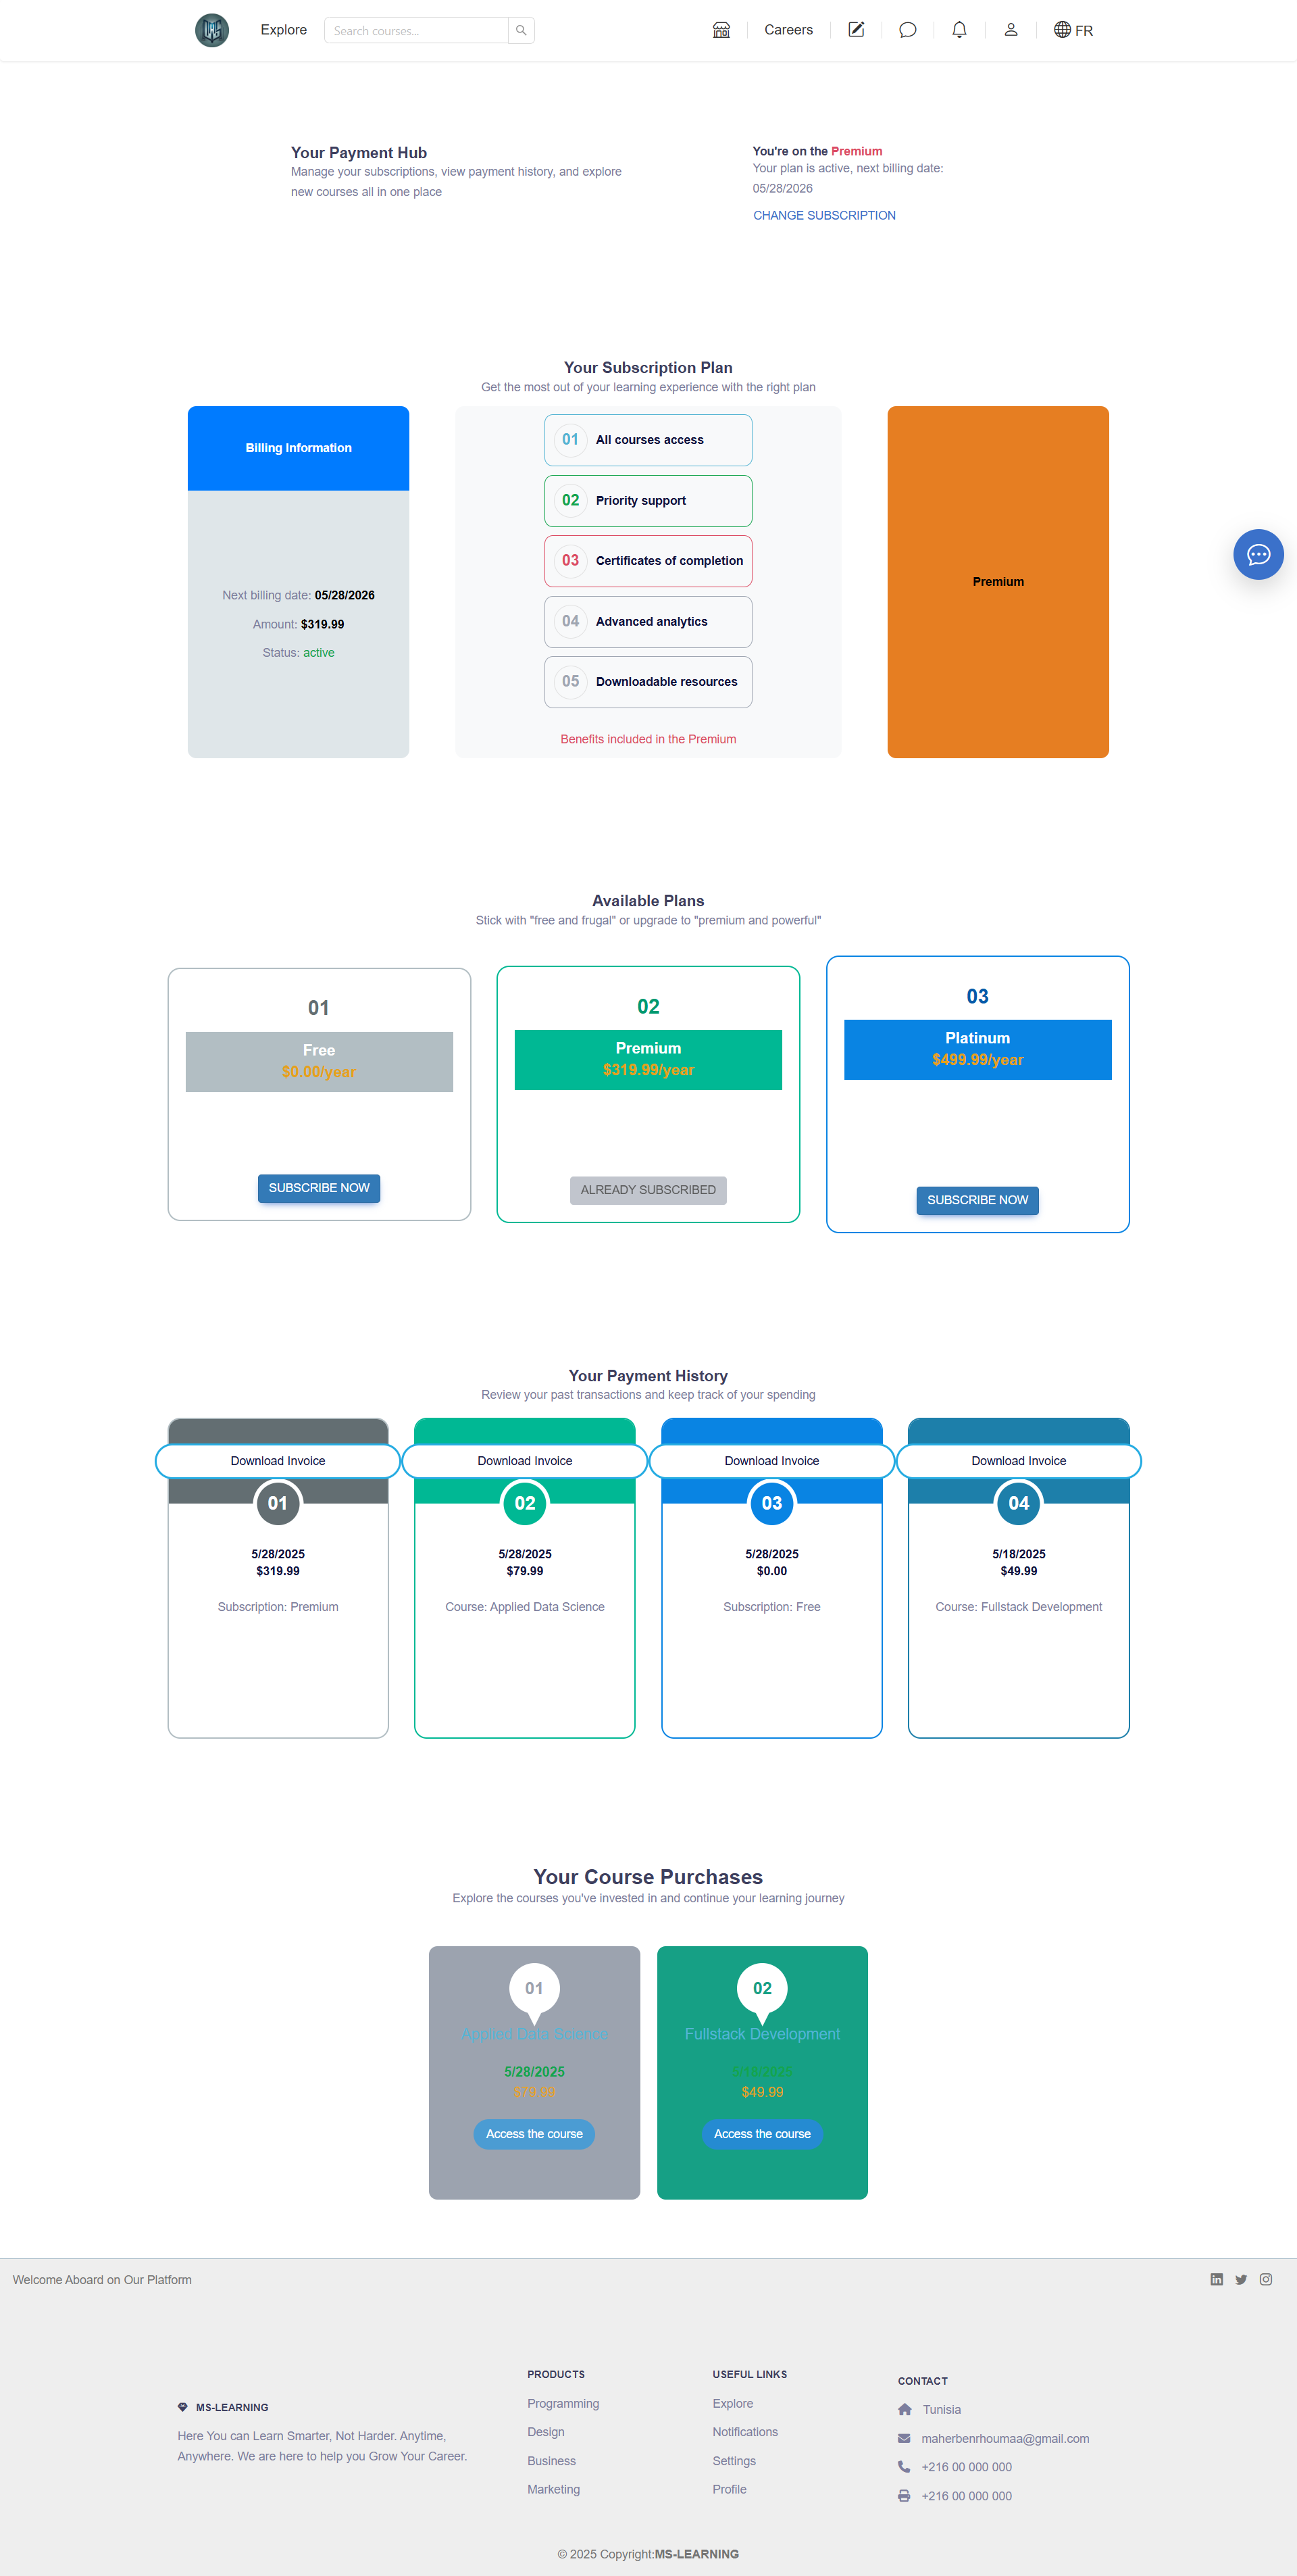 Explore
Search courses...
Careers
FR
Your Payment Hub
Manage your subscriptions, view payment history, and explore
new courses all in one place
You're on the Premium
Your plan is active, next billing date:
05/28/2026
CHANGE SUBSCRIPTION
Your Subscription Plan
Get the most out of your learning experience with the right plan
Billing Information
Next billing date: 05/28/2026
Amount: $319.99
Status: active
01 All courses access
02 Priority support
03 Certificates of completion
04 Advanced analytics
05 Downloadable resources
Benefits included in the Premium
Premium
Available Plans
Stick with "free and frugal" or upgrade to "premium and powerful"
01
Free
$0.00/year
SUBSCRIBE NOW
02
Premium
$319.99/year
ALREADY SUBSCRIBED
03
Platinum
$499.99/year
SUBSCRIBE NOW
Your Payment History
Review your past transactions and keep track of your spending
Download Invoice
01
5/28/2025
$319.99
Subscription: Premium
Download Invoice
02
5/28/2025
$79.99
Course: Applied Data Science
Download Invoice
03
5/28/2025
$0.00
Subscription: Free
Download Invoice
04
5/18/2025
$49.99
Course: Fullstack Development
Your Course Purchases
Explore the courses you've invested in and continue your learning journey
01
Applied Data Science
5/28/2025
$79.99
Access the course
02
Fullstack Development
5/18/2025
$49.99
Access the course
Welcome Aboard on Our Platform
MS-LEARNING
Here You can Learn Smarter, Not Harder. Anytime,
Anywhere. We are here to help you Grow Your Career.
PRODUCTS
Programming
Design
Business
Marketing
USEFUL LINKS
Explore
Notifications
Settings
Profile
CONTACT
Tunisia
maherbenrhoumaa@gmail.com
+216 00 000 000
+216 00 000 000
© 2025 Copyright:MS-LEARNING